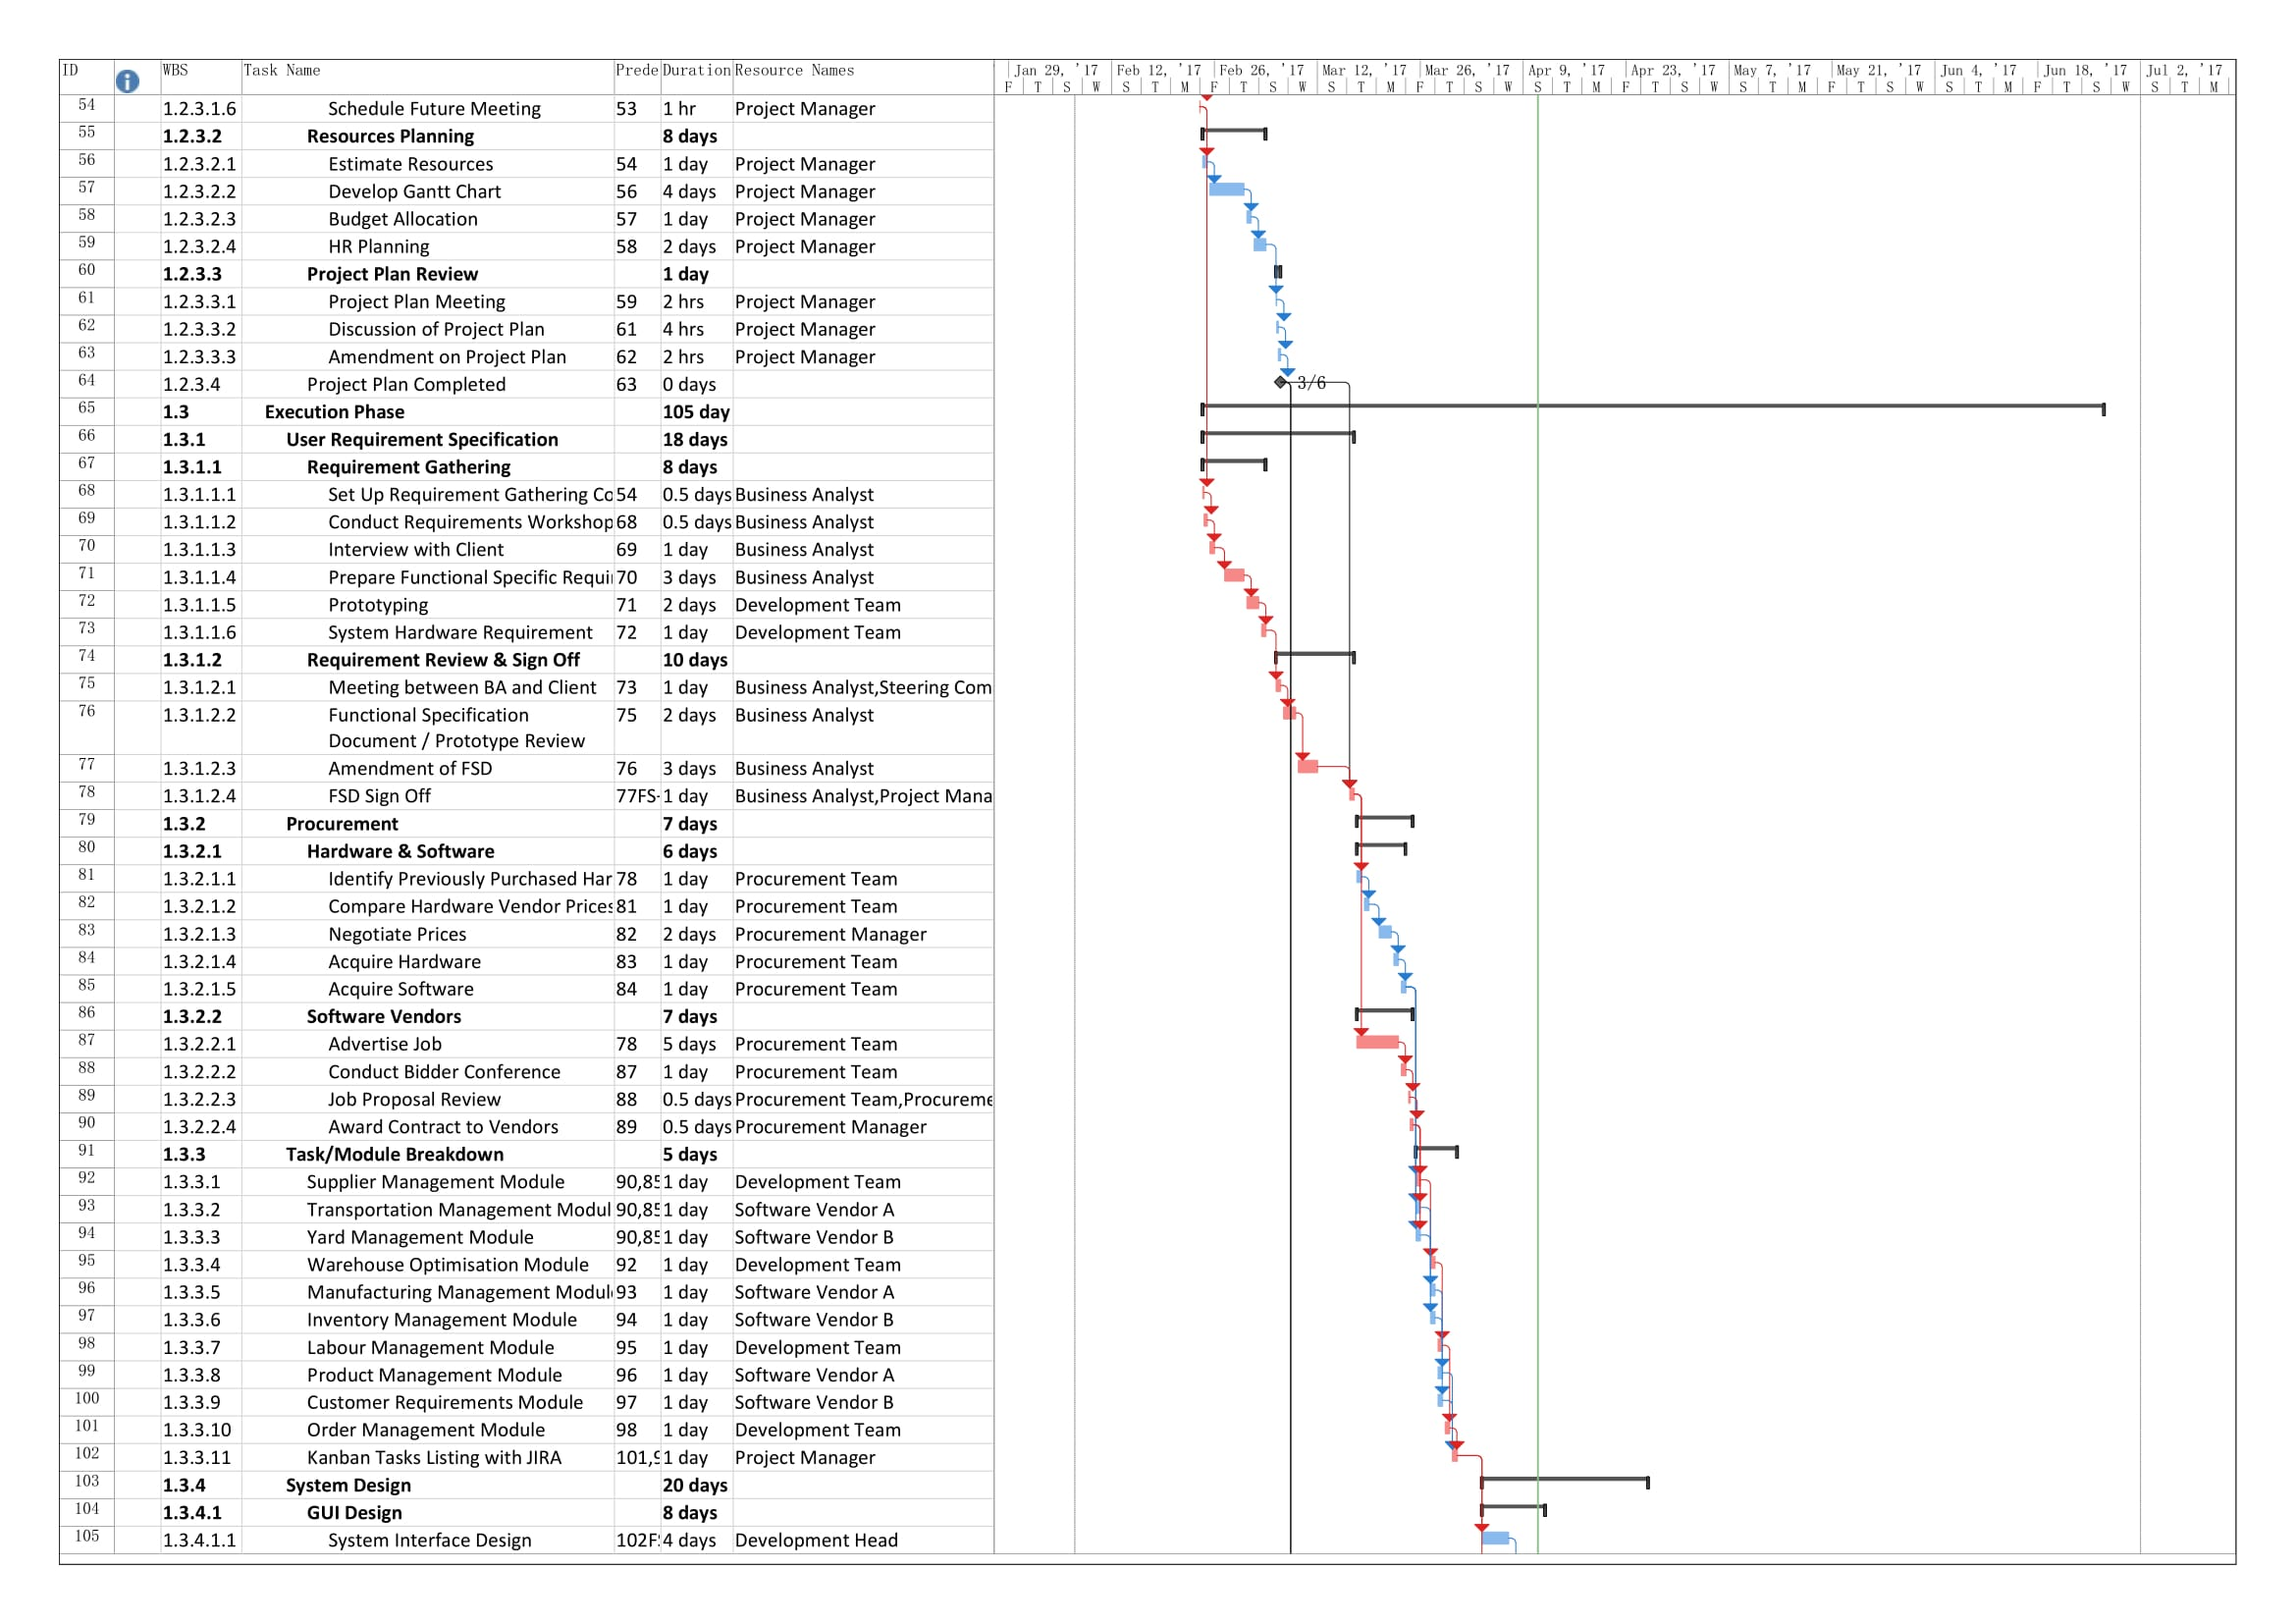 ID WBS Task Name Prede Duration Resource Names Jan 29, '17 Feb 12, '17 Feb 26, '17 Mar 12, '17 Mar 26, '17 Apr 9, '17 Apr 23, '17 May 7, '17 May 21, '17 Jun 4, '17 Jun 18, '17 Jul 2, '17
F T S W S T M F T S W S T M F T S W S T M F T S W S T M F T S W S T M F T S W S T M
54 1.2.3.1.6 Schedule Future Meeting 53 1 hr Project Manager
55 1.2.3.2 Resources Planning 8 days
56 1.2.3.2.1 Estimate Resources 54 1 day Project Manager
57 1.2.3.2.2 Develop Gantt Chart 56 4 days Project Manager
58 1.2.3.2.3 Budget Allocation 57 1 day Project Manager
59 1.2.3.2.4 HR Planning 58 2 days Project Manager
60 1.2.3.3 Project Plan Review 1 day
61 1.2.3.3.1 Project Plan Meeting 59 2 hrs Project Manager
62 1.2.3.3.2 Discussion of Project Plan 61 4 hrs Project Manager
63 1.2.3.3.3 Amendment on Project Plan 62 2 hrs Project Manager
64 1.2.3.4 Project Plan Completed 63 0 days 3/6
65 1.3 Execution Phase 105 day
66 1.3.1 User Requirement Specification 18 days
67 1.3.1.1 Requirement Gathering 8 days
68 1.3.1.1.1 Set Up Requirement Gathering Co 54 0.5 days Business Analyst
69 1.3.1.1.2 Conduct Requirements Workshop 68 0.5 days Business Analyst
70 1.3.1.1.3 Interview with Client 69 1 day Business Analyst
71 1.3.1.1.4 Prepare Functional Specific Requi 70 3 days Business Analyst
72 1.3.1.1.5 Prototyping 71 2 days Development Team
73 1.3.1.1.6 System Hardware Requirement 72 1 day Development Team
74 1.3.1.2 Requirement Review & Sign Off 10 days
75 1.3.1.2.1 Meeting between BA and Client 73 1 day Business Analyst,Steering Com
76 1.3.1.2.2 Functional Specification 75 2 days Business Analyst
Document / Prototype Review
77 1.3.1.2.3 Amendment of FSD 76 3 days Business Analyst
78 1.3.1.2.4 FSD Sign Off 77FS- 1 day Business Analyst,Project Mana
79 1.3.2 Procurement 7 days
80 1.3.2.1 Hardware & Software 6 days
81 1.3.2.1.1 Identify Previously Purchased Har 78 1 day Procurement Team
82 1.3.2.1.2 Compare Hardware Vendor Prices 81 1 day Procurement Team
83 1.3.2.1.3 Negotiate Prices 82 2 days Procurement Manager
84 1.3.2.1.4 Acquire Hardware 83 1 day Procurement Team
85 1.3.2.1.5 Acquire Software 84 1 day Procurement Team
86 1.3.2.2 Software Vendors 7 days
87 1.3.2.2.1 Advertise Job 78 5 days Procurement Team
88 1.3.2.2.2 Conduct Bidder Conference 87 1 day Procurement Team
89 1.3.2.2.3 Job Proposal Review 88 0.5 days Procurement Team,Procureme
90 1.3.2.2.4 Award Contract to Vendors 89 0.5 days Procurement Manager
91 1.3.3 Task/Module Breakdown 5 days
92 1.3.3.1 Supplier Management Module 90,85 1 day Development Team
93 1.3.3.2 Transportation Management Modul 90,85 1 day Software Vendor A
94 1.3.3.3 Yard Management Module 90,85 1 day Software Vendor B
95 1.3.3.4 Warehouse Optimisation Module 92 1 day Development Team
96 1.3.3.5 Manufacturing Management Modul 93 1 day Software Vendor A
97 1.3.3.6 Inventory Management Module 94 1 day Software Vendor B
98 1.3.3.7 Labour Management Module 95 1 day Development Team
99 1.3.3.8 Product Management Module 96 1 day Software Vendor A
100 1.3.3.9 Customer Requirements Module 97 1 day Software Vendor B
101 1.3.3.10 Order Management Module 98 1 day Development Team
102 1.3.3.11 Kanban Tasks Listing with JIRA 101,9 1 day Project Manager
103 1.3.4 System Design 20 days
104 1.3.4.1 GUI Design 8 days
105 1.3.4.1.1 System Interface Design 102F 4 days Development Head